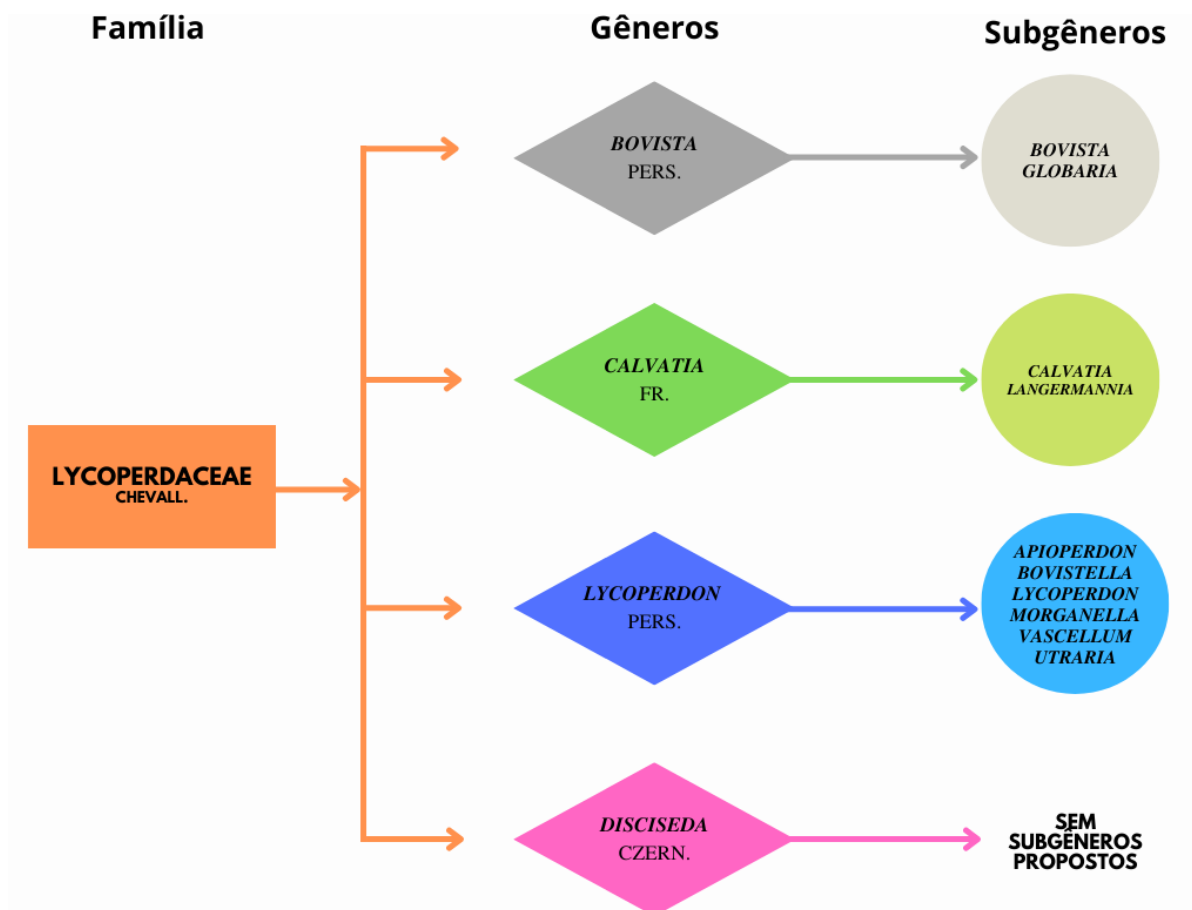 Família
Gêneros
Subgêneros
BOVISTA
PERS.
BOVISTA
GLOBARIA
CALVATIA
FR.
CALVATIA
LANGERMANNIA
LYCOPERDACEAE
CHEVALL.
LYCOPERDON
PERS.
APIOPERDON
BOVISTELLA
LYCOPERDON
MORGANELLA
VASCELLUM
UTRARIA
DISCISEDA
CZERN.
SEM
SUBGÊNEROS
PROPOSTOS